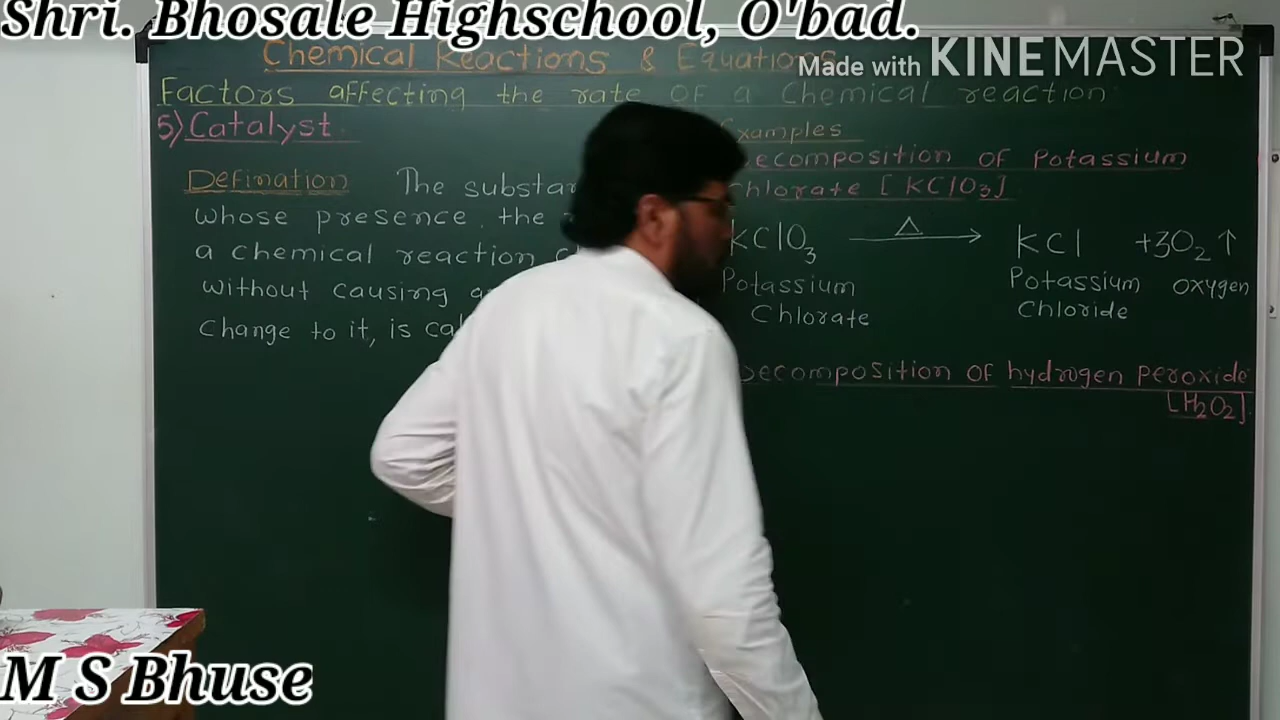 Shri. Bhosale Highschool, O'bad.
Made with KINEMASTER
Chemical Reactions & Equations
Factors affecting the rate of a Chemical reaction
5) Catalyst
Defination The
whose presence, the
a chemical reaction
without causing
Change to it, is
Examples
Decomposition of Potassium
Chlorate [KClO3]
KClO3 —Δ→ KCl +3O2 ↑
Potassium Potassium oxygen
Chlorate Chloride
Decomposition of hydrogen peroxide
[H2O2]
M S Bhuse